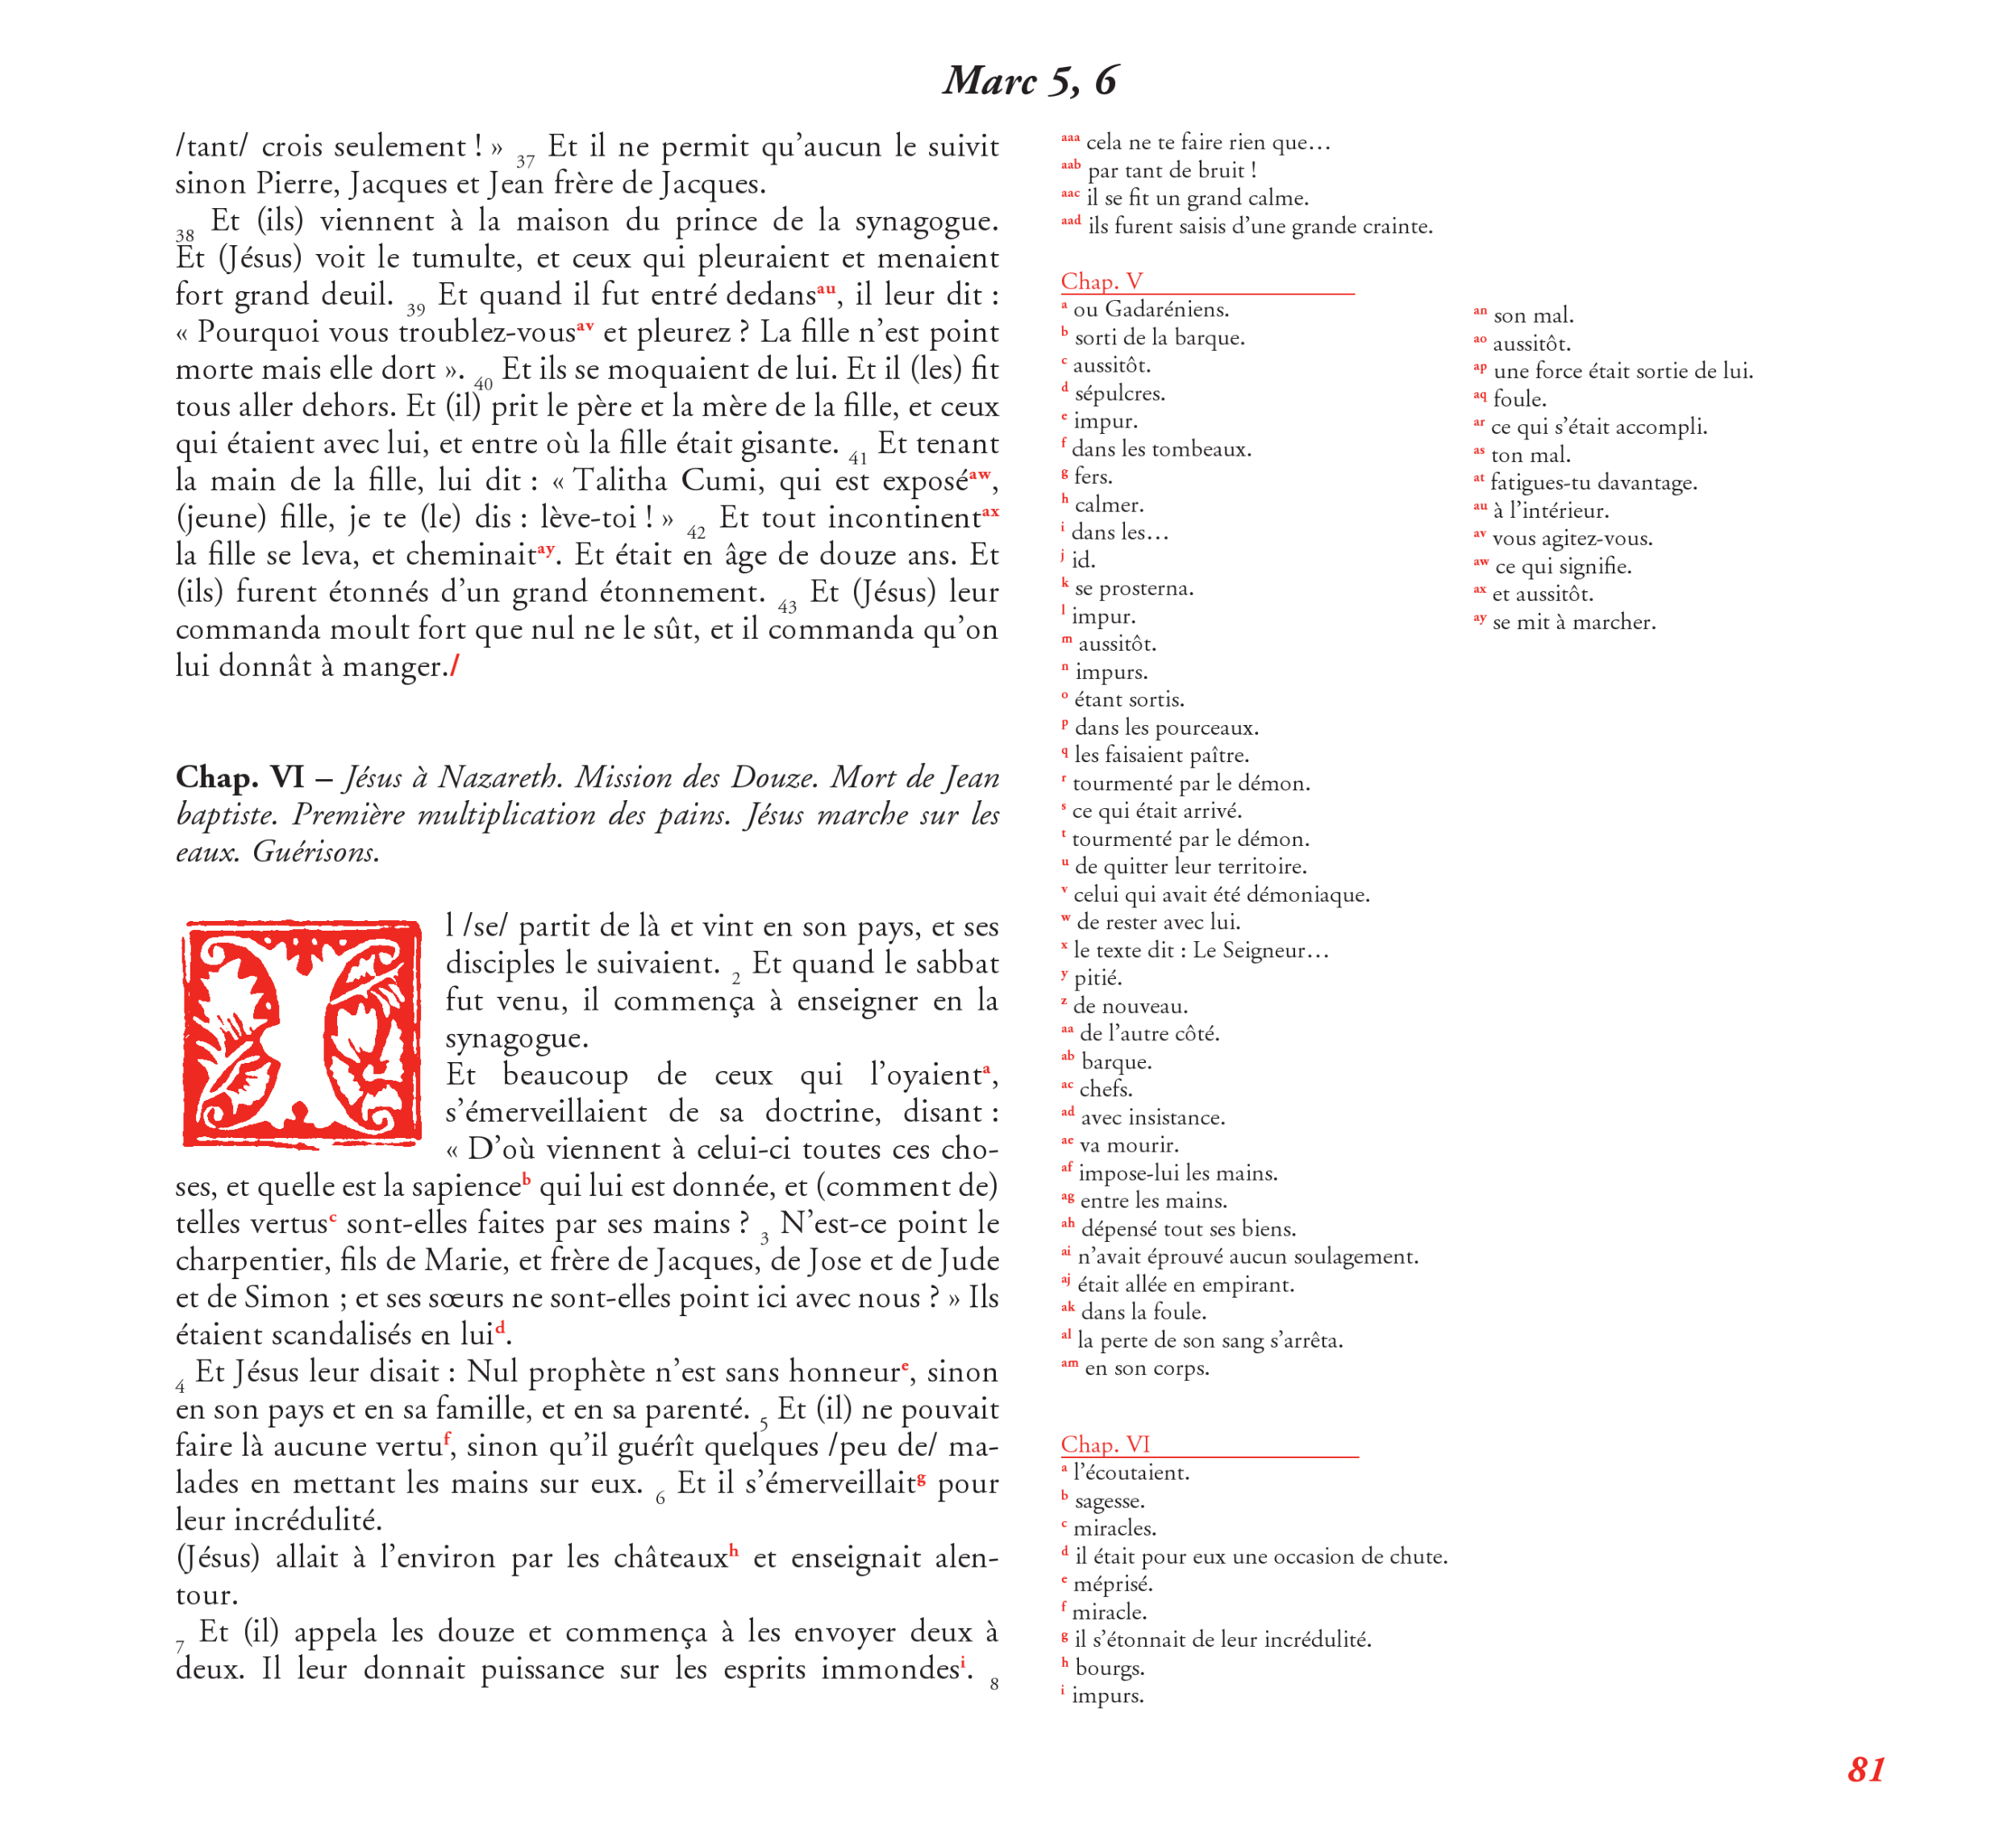 Marc 5, 6
/tant/ crois seulement ! » 37 Et il ne permit qu’aucun le suivit
sinon Pierre, Jacques et Jean frère de Jacques.
38 Et (ils) viennent à la maison du prince de la synagogue.
Et (Jésus) voit le tumulte, et ceux qui pleuraient et menaient
fort grand deuil. 39 Et quand il fut entré dedansau, il leur dit :
« Pourquoi vous troublez-vousav et pleurez ? La fille n’est point
morte mais elle dort ». 40 Et ils se moquaient de lui. Et il (les) fit
tous aller dehors. Et (il) prit le père et la mère de la fille, et ceux
qui étaient avec lui, et entre où la fille était gisante. 41 Et tenant
la main de la fille, lui dit : « Talitha Cumi, qui est exposéaw,
(jeune) fille, je te (le) dis : lève-toi ! » 42 Et tout incontinentax
la fille se leva, et cheminaitay. Et était en âge de douze ans. Et
(ils) furent étonnés d’un grand étonnement. 43 Et (Jésus) leur
commanda moult fort que nul ne le sût, et il commanda qu’on
lui donnât à manger./
Chap. VI – Jésus à Nazareth. Mission des Douze. Mort de Jean
baptiste. Première multiplication des pains. Jésus marche sur les
eaux. Guérisons.
I
l /se/ partit de là et vint en son pays, et ses
disciples le suivaient. 2 Et quand le sabbat
fut venu, il commença à enseigner en la
synagogue.
Et beaucoup de ceux qui l’oyaienta,
s’émerveillaient de sa doctrine, disant :
« D’où viennent à celui-ci toutes ces cho-
ses, et quelle est la sapienceb qui lui est donnée, et (comment de)
telles vertusc sont-elles faites par ses mains ? 3 N’est-ce point le
charpentier, fils de Marie, et frère de Jacques, de Jose et de Jude
et de Simon ; et ses sœurs ne sont-elles point ici avec nous ? » Ils
étaient scandalisés en luid.
4 Et Jésus leur disait : Nul prophète n’est sans honneure, sinon
en son pays et en sa famille, et en sa parenté. 5 Et (il) ne pouvait
faire là aucune vertuf, sinon qu’il guérît quelques /peu de/ ma-
lades en mettant les mains sur eux. 6 Et il s’émerveillaitg pour
leur incrédulité.
(Jésus) allait à l’environ par les châteauxh et enseignait alen-
tour.
7 Et (il) appela les douze et commença à les envoyer deux à
deux. Il leur donnait puissance sur les esprits immondesi. 8
aaa cela ne te faire rien que…
aab par tant de bruit !
aac il se fit un grand calme.
aad ils furent saisis d’une grande crainte.
Chap. V
a ou Gadaréniens.
b sorti de la barque.
c aussitôt.
d sépulcres.
e impur.
f dans les tombeaux.
g fers.
h calmer.
i dans les…
j id.
k se prosterna.
l impur.
m aussitôt.
n impurs.
o étant sortis.
p dans les pourceaux.
q les faisaient paître.
r tourmenté par le démon.
s ce qui était arrivé.
t tourmenté par le démon.
u de quitter leur territoire.
v celui qui avait été démoniaque.
w de rester avec lui.
x le texte dit : Le Seigneur…
y pitié.
z de nouveau.
aa de l’autre côté.
ab barque.
ac chefs.
ad avec insistance.
ae va mourir.
af impose-lui les mains.
ag entre les mains.
ah dépensé tout ses biens.
ai n’avait éprouvé aucun soulagement.
aj était allée en empirant.
ak dans la foule.
al la perte de son sang s’arrêta.
am en son corps.
an son mal.
ao aussitôt.
ap une force était sortie de lui.
aq foule.
ar ce qui s’était accompli.
as ton mal.
at fatigues-tu davantage.
au à l’intérieur.
av vous agitez-vous.
aw ce qui signifie.
ax et aussitôt.
ay se mit à marcher.
Chap. VI
a l’écoutaient.
b sagesse.
c miracles.
d il était pour eux une occasion de chute.
e méprisé.
f miracle.
g il s’étonnait de leur incrédulité.
h bourgs.
i impurs.
81